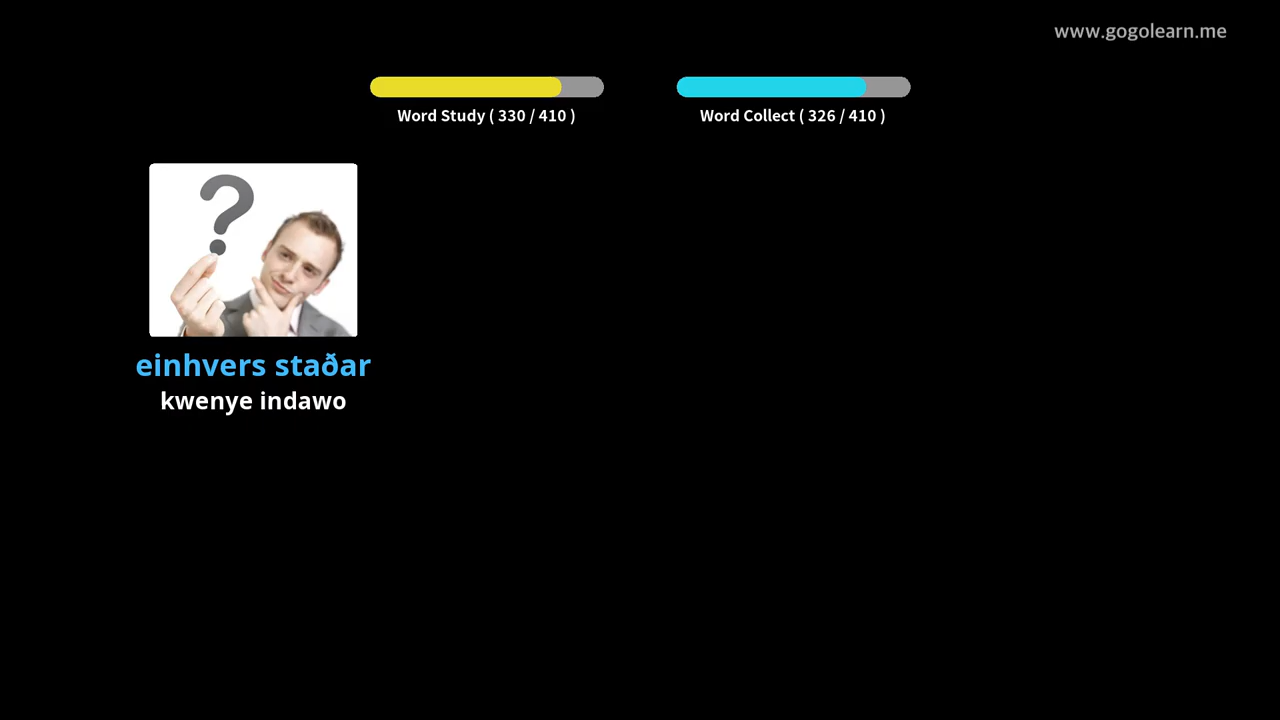 www.gogolearn.me
Word Study ( 330 / 410 )
Word Collect ( 326 / 410 )
?
einhvers staðar
kwenye indawo